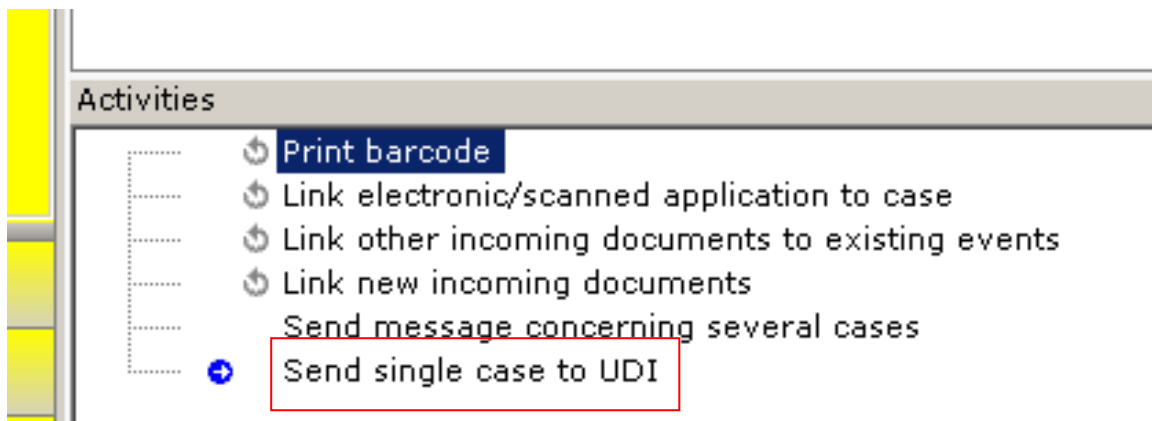 Activities
Print barcode
Link electronic/scanned application to case
Link other incoming documents to existing events
Link new incoming documents
Send message concerning several cases
Send single case to UDI